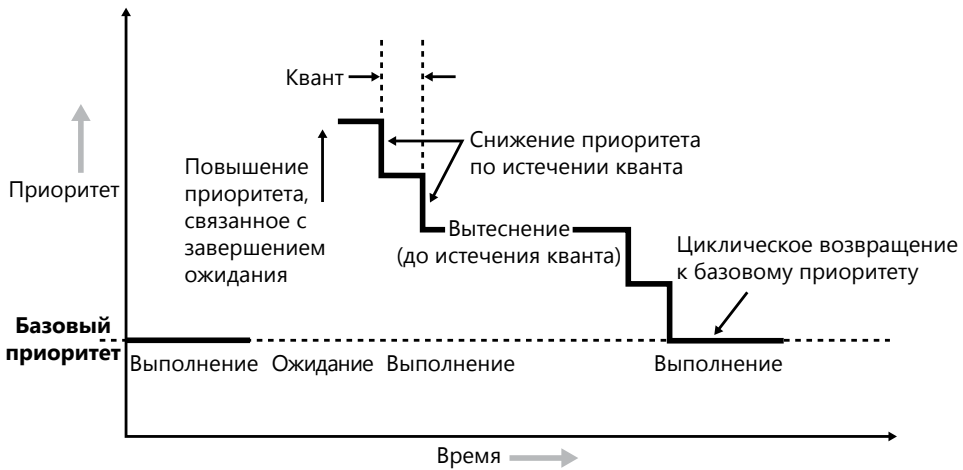 Квант
Снижение приоритета
по истечении кванта
Повышение
приоритета,
связанное с
завершением
ожидания
Приоритет
Вытеснение
(до истечения кванта)
Циклическое возвращение
к базовому приоритету
Базовый
приоритет
Выполнение
Ожидание
Выполнение
Выполнение
Время